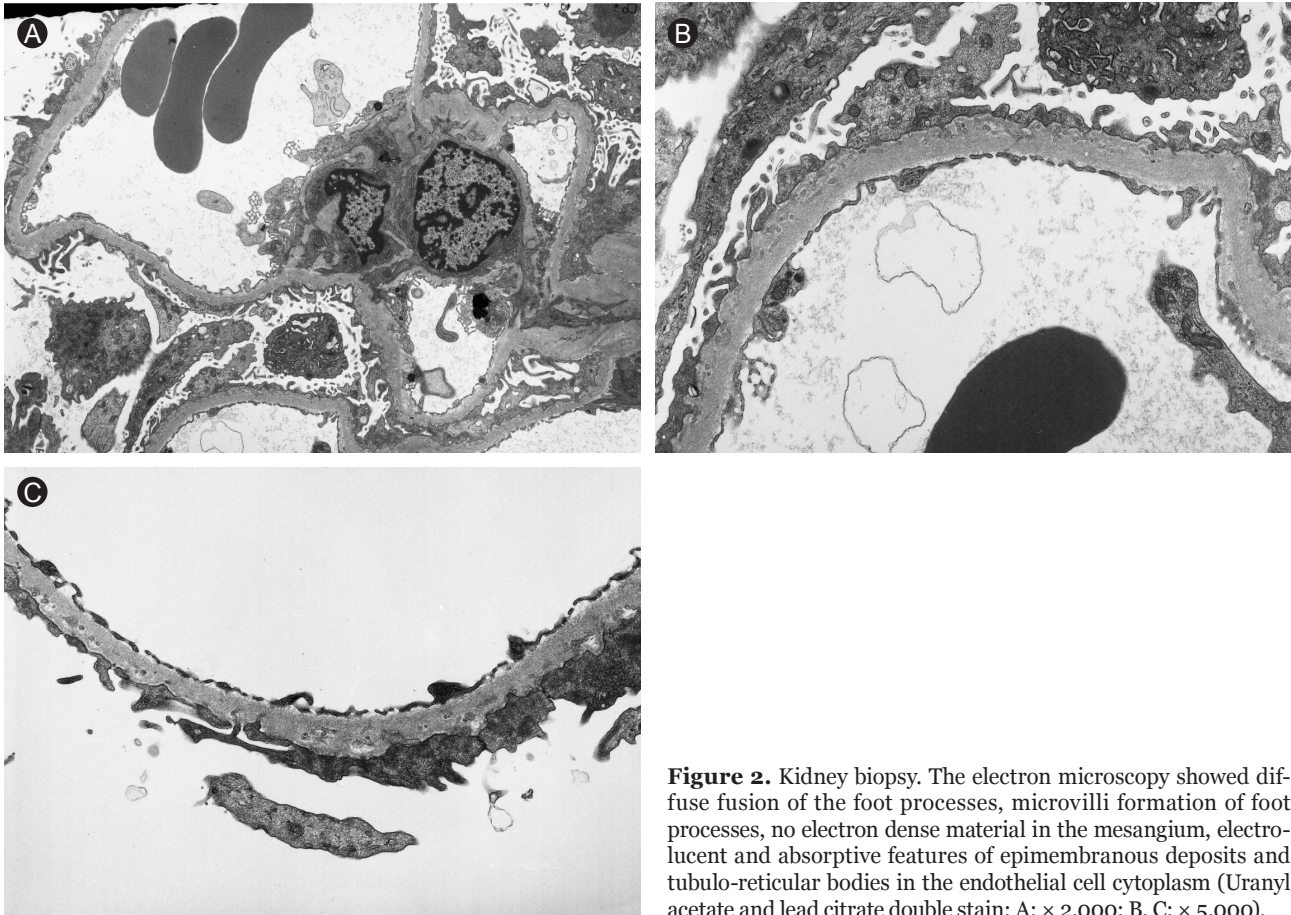 A
B
C
Figure 2. Kidney biopsy. The electron microscopy showed dif-
fuse fusion of the foot processes, microvilli formation of foot
processes, no electron dense material in the mesangium, electro-
lucent and absorptive features of epimembranous deposits and
tubulo-reticular bodies in the endothelial cell cytoplasm (Uranyl
acetate and lead citrate double stain; A: × 2,000; B, C: × 5,000).